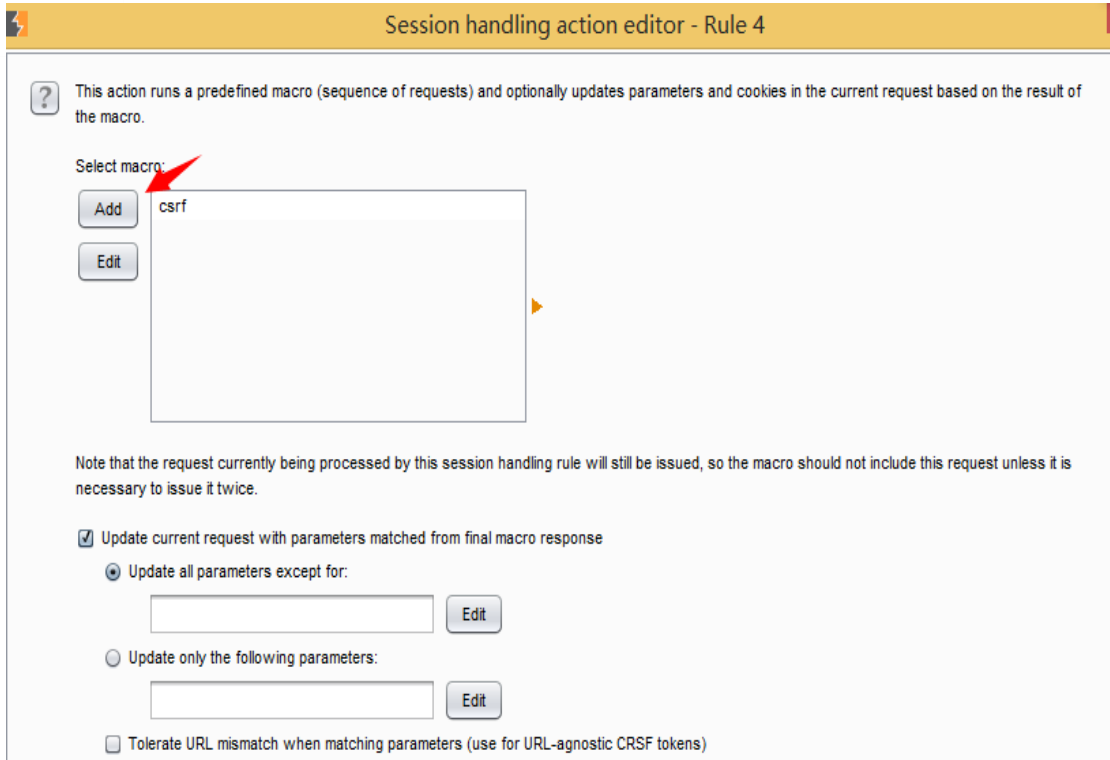 Session handling action editor - Rule 4
?
This action runs a predefined macro (sequence of requests) and optionally updates parameters and cookies in the current request based on the result of
the macro.
Select macro:
Add
csrf
Edit
Note that the request currently being processed by this session handling rule will still be issued, so the macro should not include this request unless it is
necessary to issue it twice.
Update current request with parameters matched from final macro response
Update all parameters except for:
Edit
Update only the following parameters:
Edit
Tolerate URL mismatch when matching parameters (use for URL-agnostic CRSF tokens)